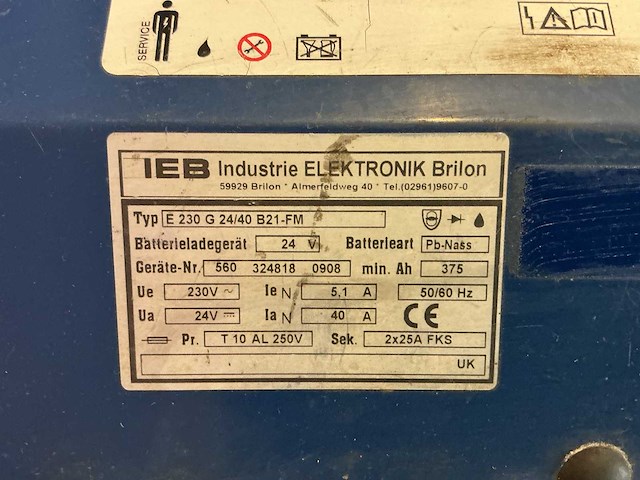 SERVICE
IEB Industrie ELEKTRONIK Brilon
59929 Brilon * Almerfeldweg 40 * Tel.(02961)9607-0
Typ E 230 G 24/40 B21-FM
Batterieladegerät 24 V Batterieart Pb-Nass
Geräte-Nr. 560 324818 0908 min. Ah 375
Ue 230V ~ Ie N 5,1 A 50/60 Hz
Ua 24V ⎓ Ia N 40 A CE
Pr. T 10 AL 250V Sek. 2x25A FKS
UK